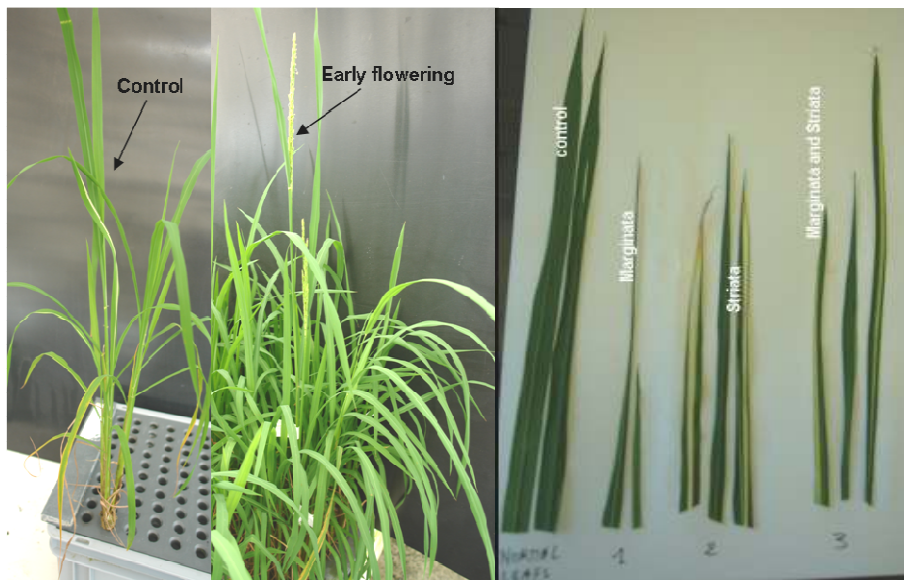 Control
Early flowering
control
Marginata
Striata
Marginata and Striata
NORMAL
LEAFS
1
2
3